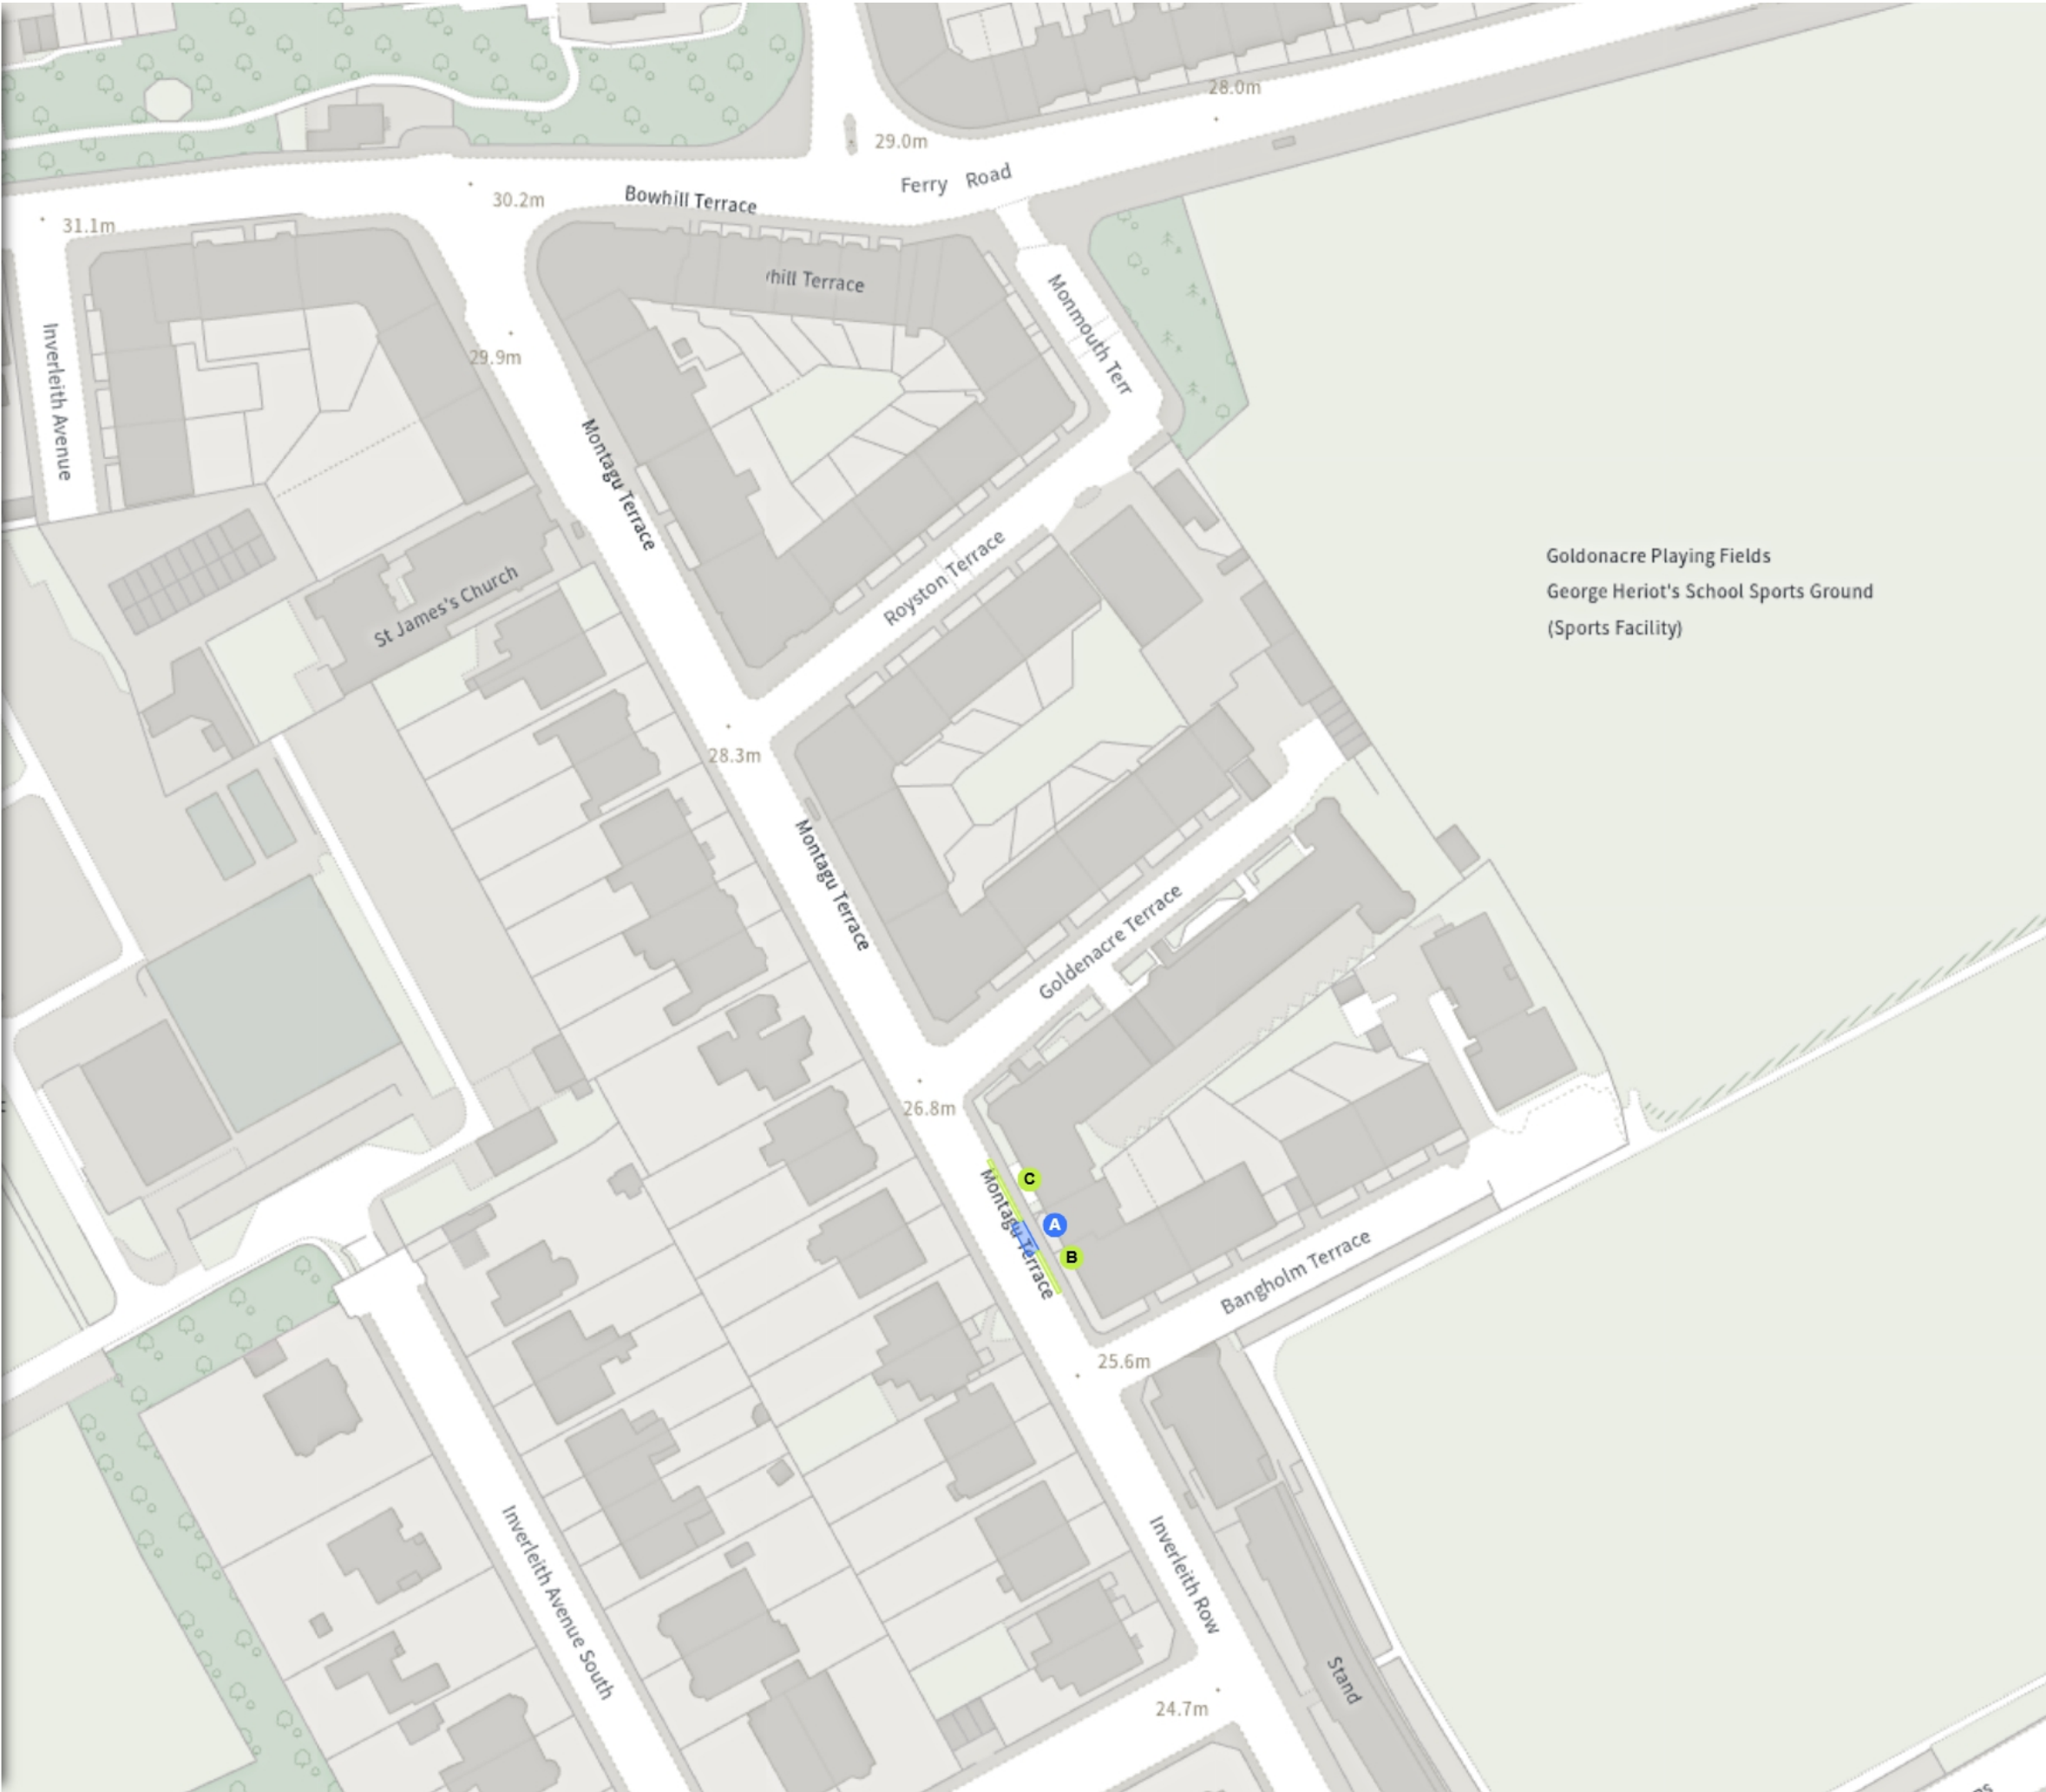 28.0m
29.0m
Ferry Road
Bowhill Terrace
30.2m
31.1m
hill Terrace
Monmouth Terr
Inverleith Avenue
29.9m
Montagu Terrace
Royston Terrace
St James's Church
Goldonacre Playing Fields
George Heriot's School Sports Ground
(Sports Facility)
28.3m
Montagu Terrace
Goldenacre Terrace
26.8m
C
Montagu Terrace
A
B
Bangholm Terrace
25.6m
Inverleith Avenue South
Inverleith Row
Stand
24.7m